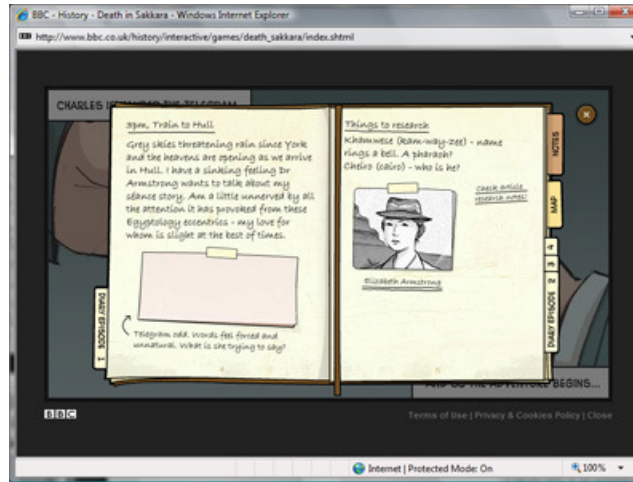 BBC - History - Death in Sakkara - Windows Internet Explorer
http://www.bbc.co.uk/history/interactive/games/death_sakkara/index.shtml
CHARLES
THE TELEGRAM
3pm, Train to Hull
Grey skies threatening rain since York
and the heavens are opening as we arrive
in Hull. I have a sinking feeling Dr
Armstrong wants to talk about my
séance story. Am a little unnerved by all
the attention it has provoked from these
Egyptology eccentrics - my love for
whom is slight at the best of times.
Telegram odd. Words feel forced and
unnatural. What is she trying to say?
DIARY EPISODE 1
Things to research
Khamwese (kam-way-zee) - name
rings a bell. A pharaoh?
Cheiro (cairo) - who is he?
Check article
research notes!
Elizabeth Armstrong
NOTES
MAP
4
3
DIARY EPISODE 2
AND SO THE ADVENTURE BEGINS...
BBC
Terms of Use | Privacy & Cookies Policy | Close
Internet | Protected Mode: On
100%